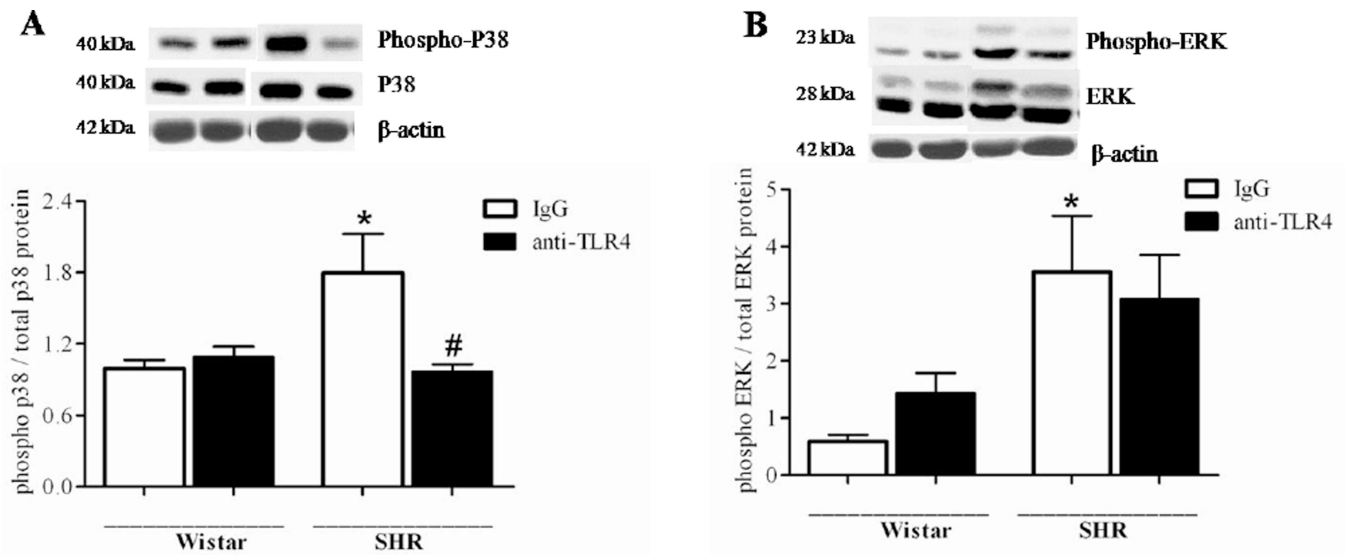 A
40 kDa
Phospho-P38
40 kDa
P38
42 kDa
β-actin
phospho p38 / total p38 protein
2.4
1.8
1.2
0.6
0.0
*
#
IgG
anti-TLR4
Wistar
SHR
B
23 kDa
Phospho-ERK
28 kDa
ERK
42 kDa
β-actin
phospho ERK / total ERK protein
5
4
3
2
1
0
*
IgG
anti-TLR4
Wistar
SHR